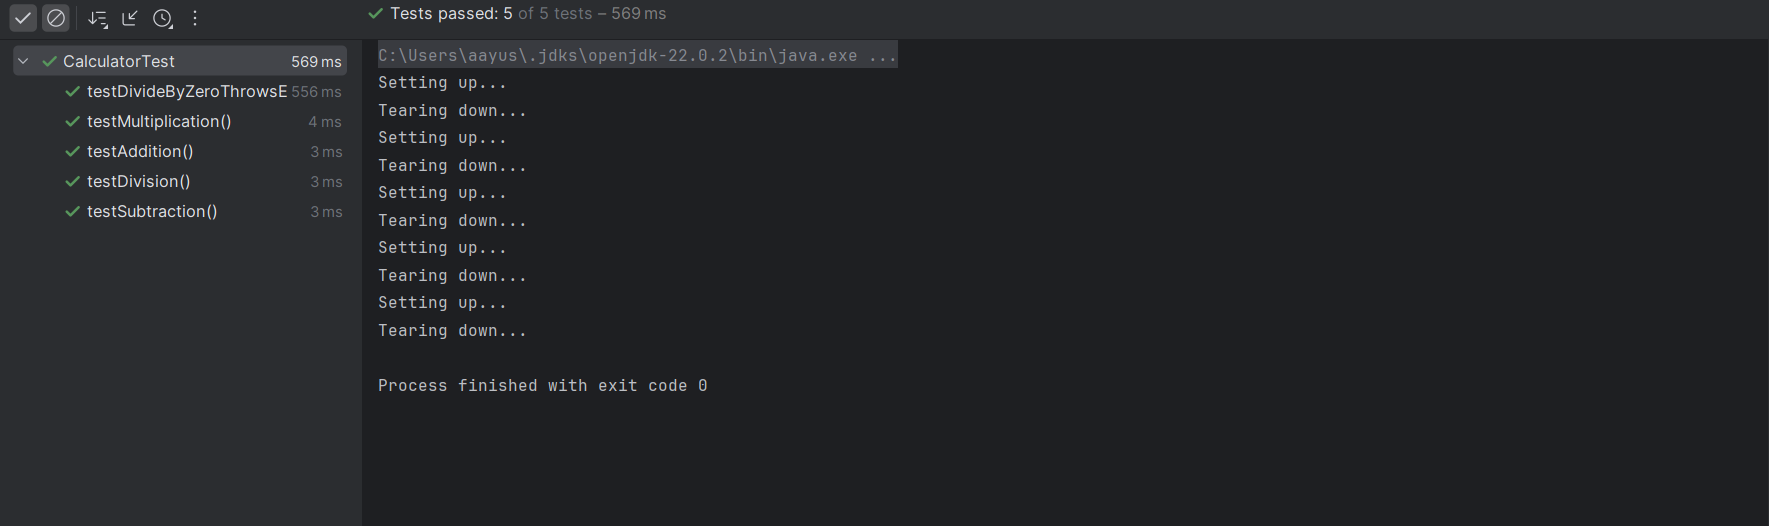 Tests passed: 5 of 5 tests – 569 ms
CalculatorTest 569 ms
testDivideByZeroThrowsE 556 ms
testMultiplication() 4 ms
testAddition() 3 ms
testDivision() 3 ms
testSubtraction() 3 ms
C:\Users\aayus\.jdks\openjdk-22.0.2\bin\java.exe ...
Setting up...
Tearing down...
Setting up...
Tearing down...
Setting up...
Tearing down...
Setting up...
Tearing down...
Setting up...
Tearing down...
Process finished with exit code 0